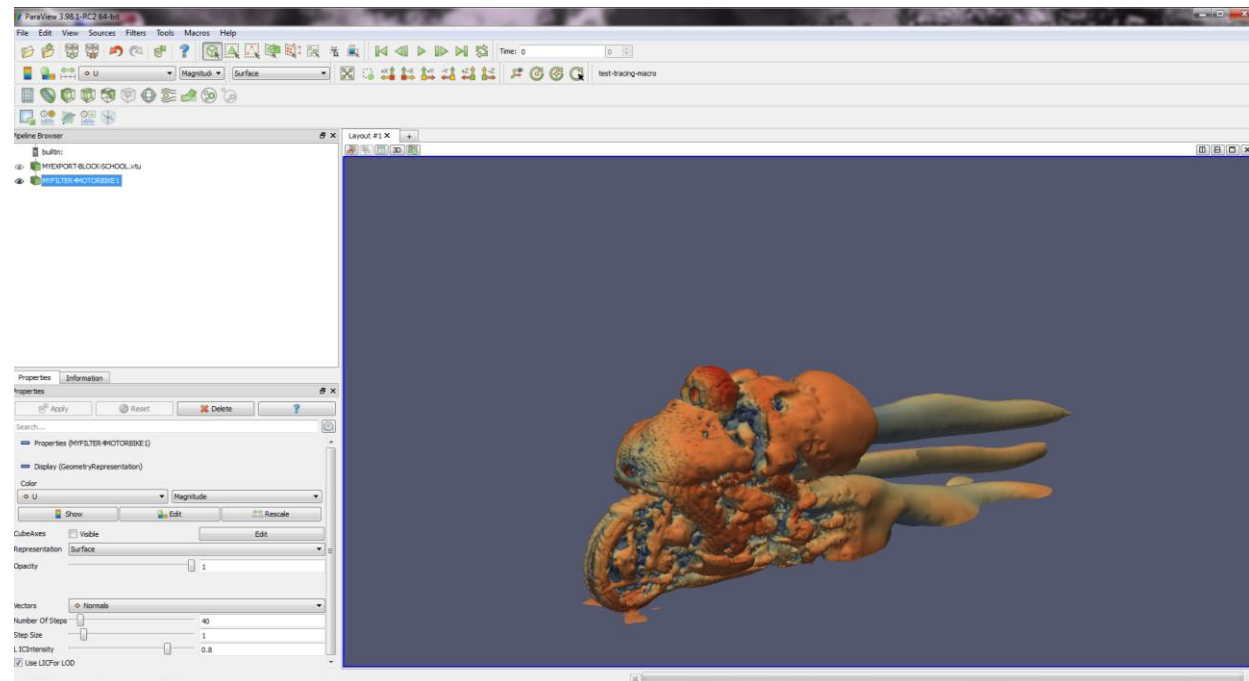 ParaView 3.98.1-RC2 64-bit
File Edit View Sources Filters Tools Macros Help
Time: 0 0
U Magnitud Surface test-tracing-macro
Pipeline Browser
Layout #1 +
builtin:
3D
MYEXPORT-BLOCK-SCHOOL.vtu
MYFILTER-4MOTORBIKE1
Properties Information
Properties
Apply Reset Delete ?
Search...
Properties (MYFILTER-4MOTORBIKE1)
Display (GeometryRepresentation)
Color
U Magnitude
Show Edit Rescale
CubeAxes Visible Edit
Representation Surface
Opacity 1
Vectors Normals
Number Of Steps 40
Step Size 1
LICIntensity 0.8
Use LICFor LOD